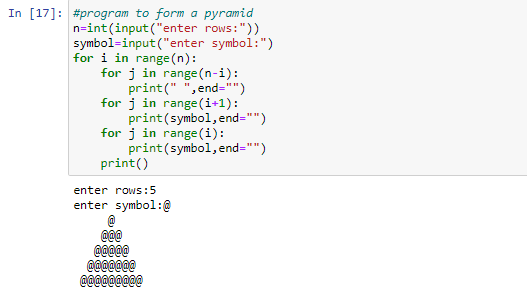 In [17]: #program to form a pyramid
n=int(input("enter rows:"))
symbol=input("enter symbol:")
for i in range(n):
    for j in range(n-i):
        print(" ",end="")
    for j in range(i+1):
        print(symbol,end="")
    for j in range(i):
        print(symbol,end="")
    print()
enter rows:5
enter symbol:@
     @
    @@@
   @@@@@
  @@@@@@@
 @@@@@@@@@